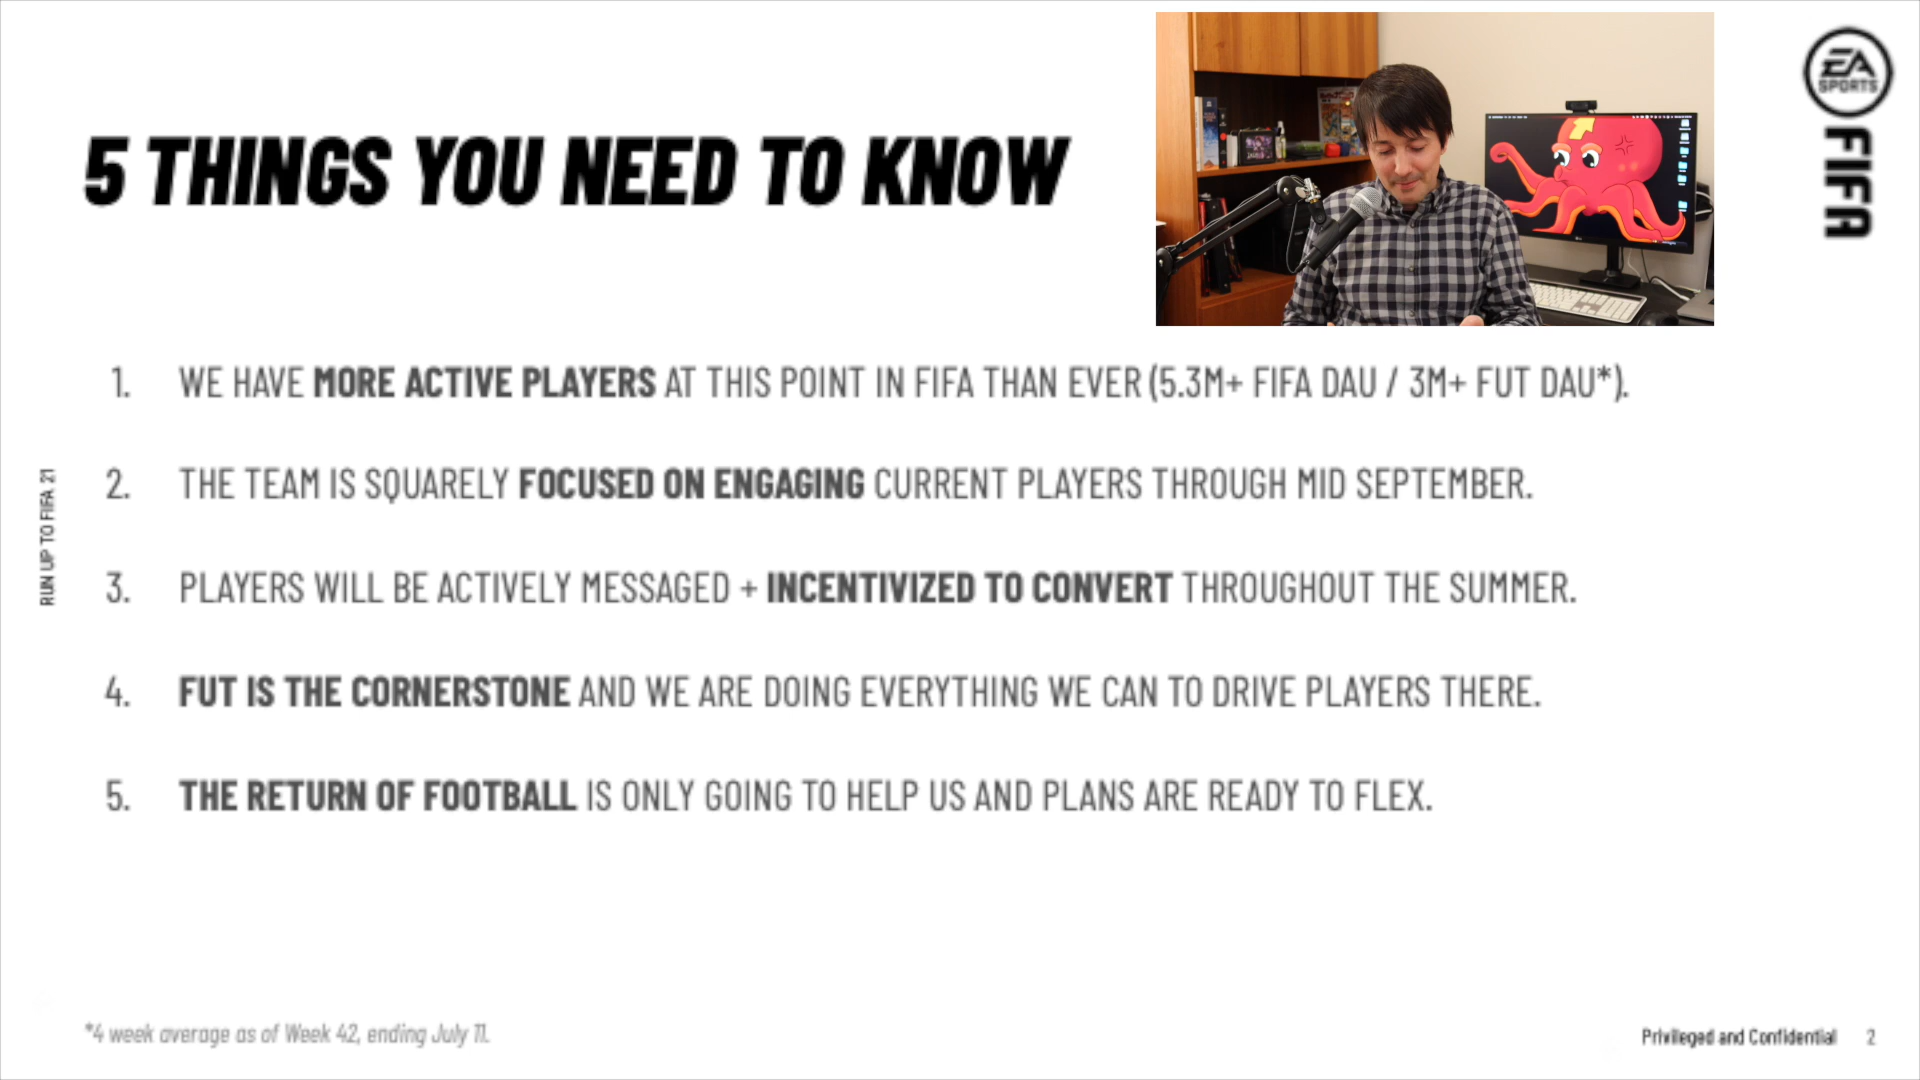 EA
SPORTS
FIFA
5 THINGS YOU NEED TO KNOW
1. WE HAVE MORE ACTIVE PLAYERS AT THIS POINT IN FIFA THAN EVER (5.3M+ FIFA DAU / 3M+ FUT DAU*).
2. THE TEAM IS SQUARELY FOCUSED ON ENGAGING CURRENT PLAYERS THROUGH MID SEPTEMBER.
3. PLAYERS WILL BE ACTIVELY MESSAGED + INCENTIVIZED TO CONVERT THROUGHOUT THE SUMMER.
4. FUT IS THE CORNERSTONE AND WE ARE DOING EVERYTHING WE CAN TO DRIVE PLAYERS THERE.
5. THE RETURN OF FOOTBALL IS ONLY GOING TO HELP US AND PLANS ARE READY TO FLEX.
RUN UP TO FIFA 21
*4 week average as of Week 42, ending July 11.
Privileged and Confidential 2